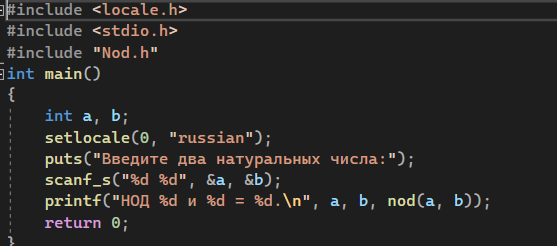 #include <locale.h>
#include <stdio.h>
#include "Nod.h"
int main()
{
    int a, b;
    setlocale(0, "russian");
    puts("Введите два натуральных числа:");
    scanf_s("%d %d", &a, &b);
    printf("НОД %d и %d = %d.\n", a, b, nod(a, b));
    return 0;
}